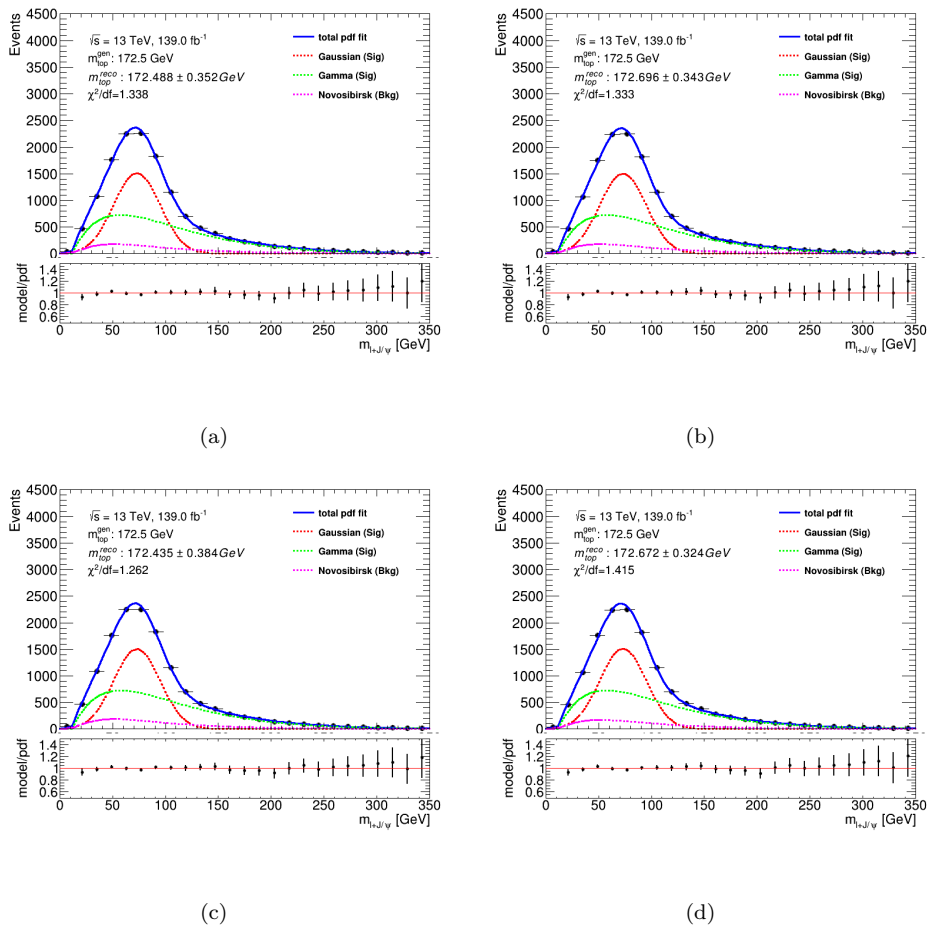 4500
4000
3500
3000
2500
2000
1500
1000
500
0
Events
√s = 13 TeV, 139.0 fb⁻¹
m_top^gen : 172.5 GeV
m_top^reco : 172.488 ± 0.352 GeV
χ²/df=1.338
total pdf fit
Gaussian (Sig)
Gamma (Sig)
Novosibirsk (Bkg)
model/pdf
1.4
1.2
1
0.8
0.6
0 50 100 150 200 250 300 350
m_l+J/ψ [GeV]
(a)
4500
4000
3500
3000
2500
2000
1500
1000
500
0
Events
√s = 13 TeV, 139.0 fb⁻¹
m_top^gen : 172.5 GeV
m_top^reco : 172.696 ± 0.343 GeV
χ²/df=1.333
total pdf fit
Gaussian (Sig)
Gamma (Sig)
Novosibirsk (Bkg)
model/pdf
1.4
1.2
1
0.8
0.6
0 50 100 150 200 250 300 350
m_l+J/ψ [GeV]
(b)
4500
4000
3500
3000
2500
2000
1500
1000
500
0
Events
√s = 13 TeV, 139.0 fb⁻¹
m_top^gen : 172.5 GeV
m_top^reco : 172.435 ± 0.384 GeV
χ²/df=1.262
total pdf fit
Gaussian (Sig)
Gamma (Sig)
Novosibirsk (Bkg)
model/pdf
1.4
1.2
1
0.8
0.6
0 50 100 150 200 250 300 350
m_l+J/ψ [GeV]
(c)
4500
4000
3500
3000
2500
2000
1500
1000
500
0
Events
√s = 13 TeV, 139.0 fb⁻¹
m_top^gen : 172.5 GeV
m_top^reco : 172.672 ± 0.324 GeV
χ²/df=1.415
total pdf fit
Gaussian (Sig)
Gamma (Sig)
Novosibirsk (Bkg)
model/pdf
1.4
1.2
1
0.8
0.6
0 50 100 150 200 250 300 350
m_l+J/ψ [GeV]
(d)